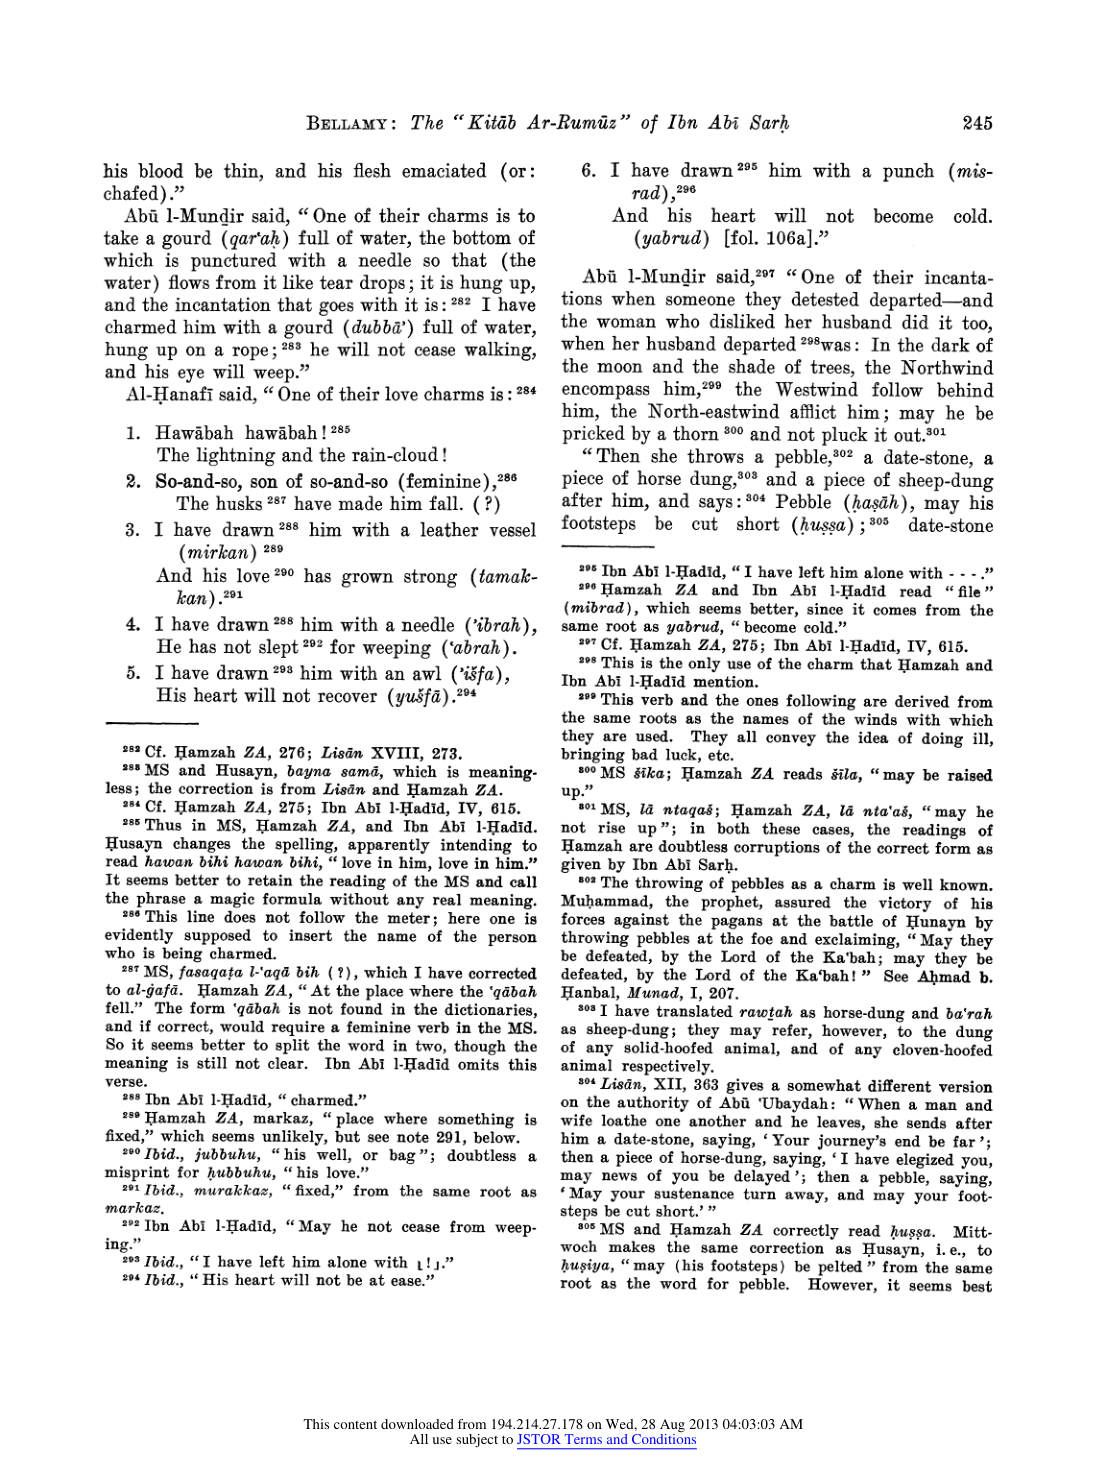 BELLAMY: The "Kitāb Ar-Rumūz" of Ibn Abī Sarḥ 245
his blood be thin, and his flesh emaciated (or:
chafed)."
Abū l-Munḏir said, "One of their charms is to
take a gourd (qar'aḥ) full of water, the bottom of
which is punctured with a needle so that (the
water) flows from it like tear drops; it is hung up,
and the incantation that goes with it is:²⁸² I have
charmed him with a gourd (dubbā') full of water,
hung up on a rope;²⁸³ he will not cease walking,
and his eye will weep."
Al-Ḥanafī said, "One of their love charms is:²⁸⁴
1. Hawābah hawābah!²⁸⁵
The lightning and the rain-cloud!
2. So-and-so, son of so-and-so (feminine),²⁸⁶
The husks²⁸⁷ have made him fall. (?)
3. I have drawn²⁸⁸ him with a leather vessel
(mirkan)²⁸⁹
And his love²⁹⁰ has grown strong (tamak-
kan).²⁹¹
4. I have drawn²⁸⁸ him with a needle ('ibrah),
He has not slept²⁹² for weeping ('abrah).
5. I have drawn²⁹³ him with an awl ('išfa),
His heart will not recover (yušfā).²⁹⁴
²⁸² Cf. Ḥamzah ZA, 276; Lisān XVIII, 273.
²⁸³ MS and Husayn, bayna samā, which is meaning-
less; the correction is from Lisān and Ḥamzah ZA.
²⁸⁴ Cf. Ḥamzah ZA, 275; Ibn Abī l-Ḥadīd, IV, 615.
²⁸⁵ Thus in MS, Ḥamzah ZA, and Ibn Abī l-Ḥadīd.
Ḥusayn changes the spelling, apparently intending to
read hawan bihi hawan bihi, "love in him, love in him."
It seems better to retain the reading of the MS and call
the phrase a magic formula without any real meaning.
²⁸⁶ This line does not follow the meter; here one is
evidently supposed to insert the name of the person
who is being charmed.
²⁸⁷ MS, fasaqaṭa l-'aqā bih (?), which I have corrected
to al-ġafā. Ḥamzah ZA, "At the place where the 'qābah
fell." The form 'qābah is not found in the dictionaries,
and if correct, would require a feminine verb in the MS.
So it seems better to split the word in two, though the
meaning is still not clear. Ibn Abī l-Ḥadīd omits this
verse.
²⁸⁸ Ibn Abī l-Ḥadīd, "charmed."
²⁸⁹ Ḥamzah ZA, markaz, "place where something is
fixed," which seems unlikely, but see note 291, below.
²⁹⁰ Ibid., jubbuhu, "his well, or bag"; doubtless a
misprint for ḥubbuhu, "his love."
²⁹¹ Ibid., murakkaz, "fixed," from the same root as
markaz.
²⁹² Ibn Abī l-Ḥadīd, "May he not cease from weep-
ing."
²⁹³ Ibid., "I have left him alone with ⌊!⌋."
²⁹⁴ Ibid., "His heart will not be at ease."
6. I have drawn²⁹⁵ him with a punch (mis-
rad),²⁹⁶
And his heart will not become cold.
(yabrud) [fol. 106a]."
Abū l-Munḏir said,²⁹⁷ "One of their incanta-
tions when someone they detested departed—and
the woman who disliked her husband did it too,
when her husband departed ²⁹⁸was: In the dark of
the moon and the shade of trees, the Northwind
encompass him,²⁹⁹ the Westwind follow behind
him, the North-eastwind afflict him; may he be
pricked by a thorn³⁰⁰ and not pluck it out.³⁰¹
"Then she throws a pebble,³⁰² a date-stone, a
piece of horse dung,³⁰³ and a piece of sheep-dung
after him, and says:³⁰⁴ Pebble (ḥaṣāh), may his
footsteps be cut short (ḥuṣṣa);³⁰⁵ date-stone
²⁹⁵ Ibn Abī l-Ḥadīd, "I have left him alone with - - -."
²⁹⁶ Ḥamzah ZA and Ibn Abī l-Ḥadīd read "file"
(mibrad), which seems better, since it comes from the
same root as yabrud, "become cold."
²⁹⁷ Cf. Ḥamzah ZA, 275; Ibn Abī l-Ḥadīd, IV, 615.
²⁹⁸ This is the only use of the charm that Ḥamzah and
Ibn Abī l-Ḥadīd mention.
²⁹⁹ This verb and the ones following are derived from
the same roots as the names of the winds with which
they are used. They all convey the idea of doing ill,
bringing bad luck, etc.
³⁰⁰ MS šīka; Ḥamzah ZA reads šīla, "may be raised
up."
³⁰¹ MS, lā ntaqaš; Ḥamzah ZA, lā nta'aš, "may he
not rise up"; in both these cases, the readings of
Ḥamzah are doubtless corruptions of the correct form as
given by Ibn Abī Sarḥ.
³⁰² The throwing of pebbles as a charm is well known.
Muḥammad, the prophet, assured the victory of his
forces against the pagans at the battle of Ḥunayn by
throwing pebbles at the foe and exclaiming, "May they
be defeated, by the Lord of the Ka'bah; may they be
defeated, by the Lord of the Ka'bah!" See Aḥmad b.
Ḥanbal, Munad, I, 207.
³⁰³ I have translated rawṯah as horse-dung and ba'rah
as sheep-dung; they may refer, however, to the dung
of any solid-hoofed animal, and of any cloven-hoofed
animal respectively.
³⁰⁴ Lisān, XII, 363 gives a somewhat different version
on the authority of Abū 'Ubaydah: "When a man and
wife loathe one another and he leaves, she sends after
him a date-stone, saying, 'Your journey's end be far';
then a piece of horse-dung, saying, 'I have elegized you,
may news of you be delayed'; then a pebble, saying,
'May your sustenance turn away, and may your foot-
steps be cut short.'"
³⁰⁵ MS and Ḥamzah ZA correctly read ḥuṣṣa. Mitt-
woch makes the same correction as Ḥusayn, i. e., to
ḥuṣiya, "may (his footsteps) be pelted" from the same
root as the word for pebble. However, it seems best
This content downloaded from 194.214.27.178 on Wed, 28 Aug 2013 04:03:03 AM
All use subject to JSTOR Terms and Conditions